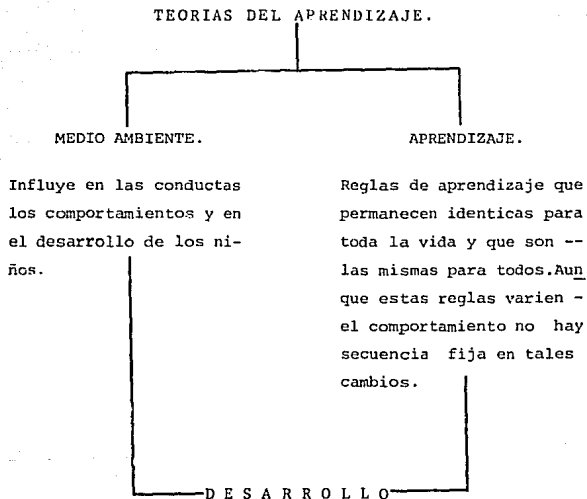 TEORIAS DEL APRENDIZAJE.
MEDIO AMBIENTE.
Influye en las conductas
los comportamientos y en
el desarrollo de los ni-
ños.
APRENDIZAJE.
Reglas de aprendizaje que
permanecen identicas para
toda la vida y que son --
las mismas para todos.Aun
que estas reglas varien -
el comportamiento no hay
secuencia fija en tales
cambios.
DESARROLLO